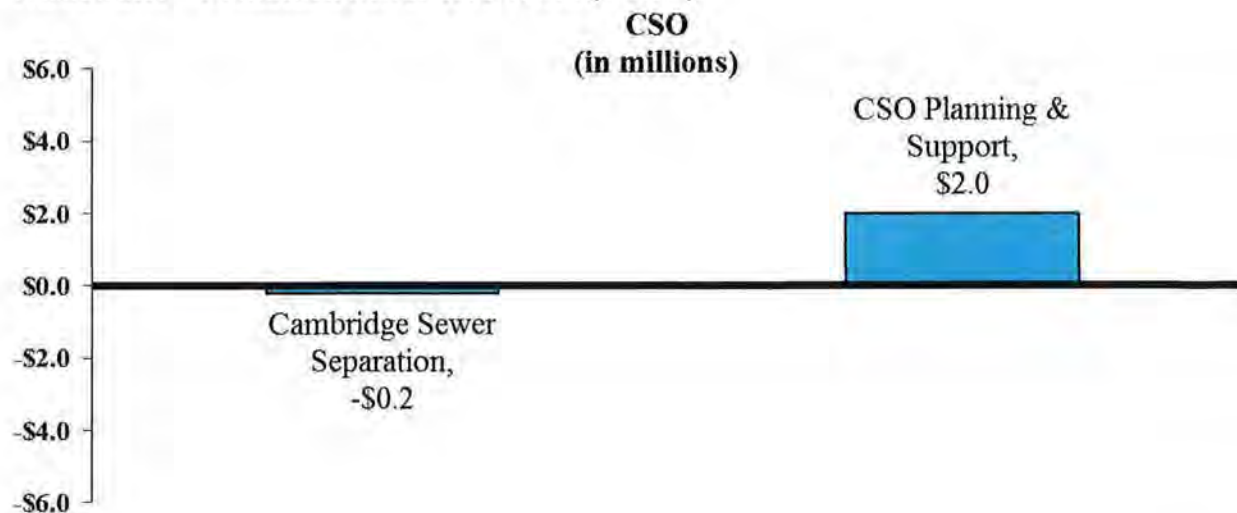 CSO
(in millions)
$6.0
$4.0
$2.0
$0.0
-$2.0
-$4.0
-$6.0
CSO Planning &
Support,
$2.0
Cambridge Sewer
Separation,
-$0.2